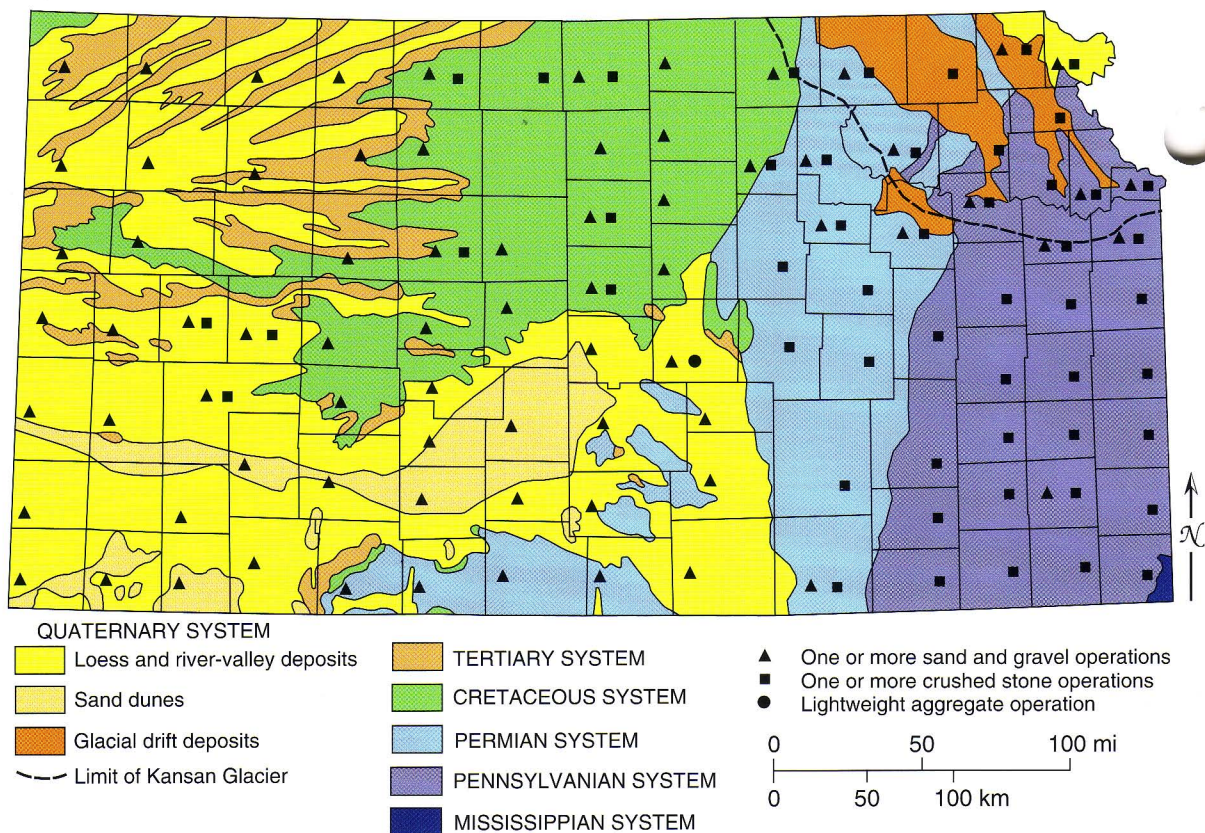 N
QUATERNARY SYSTEM
Loess and river-valley deposits
Sand dunes
Glacial drift deposits
Limit of Kansan Glacier
TERTIARY SYSTEM
CRETACEOUS SYSTEM
PERMIAN SYSTEM
PENNSYLVANIAN SYSTEM
MISSISSIPPIAN SYSTEM
One or more sand and gravel operations
One or more crushed stone operations
Lightweight aggregate operation
0 50 100 mi
0 50 100 km